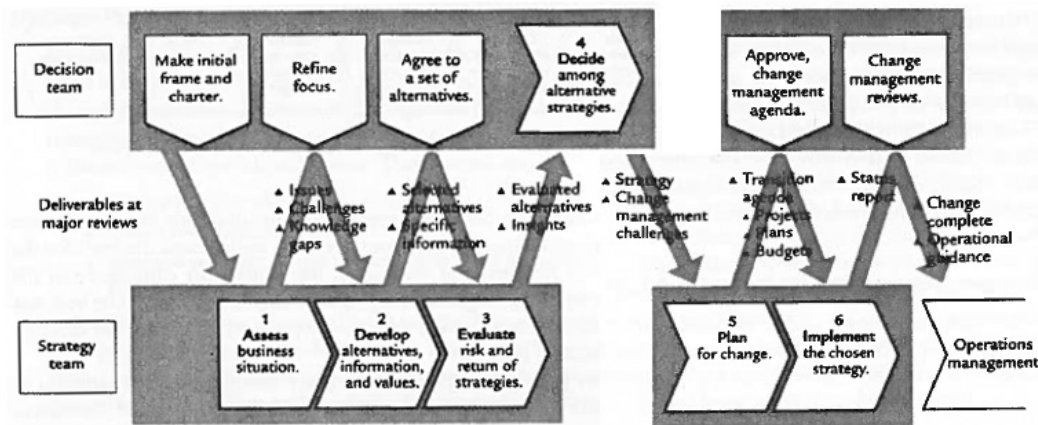 Decision
team
Make initial
frame and
charter.
Refine
focus.
Agree to
a set of
alternatives.
4
Decide
among
alternative
strategies.
Approve,
change
management
agenda.
Change
management
reviews.
Deliverables at
major reviews
▲ Issues
▲ Challenges
▲ Knowledge
gaps
▲ Selected
alternatives
▲ Specific
information
▲ Evaluated
alternatives
▲ Insights
▲ Strategy
▲ Change
management
challenges
▲ Transition
agenda
▲ Projects
▲ Plans
▲ Budgets
▲ Status
report
▲ Change
complete
▲ Operational
guidance
Strategy
team
1
Assess
business
situation.
2
Develop
alternatives,
information,
and values.
3
Evaluate
risk and
return of
strategies.
5
Plan
for change.
6
Implement
the chosen
strategy.
Operations
management